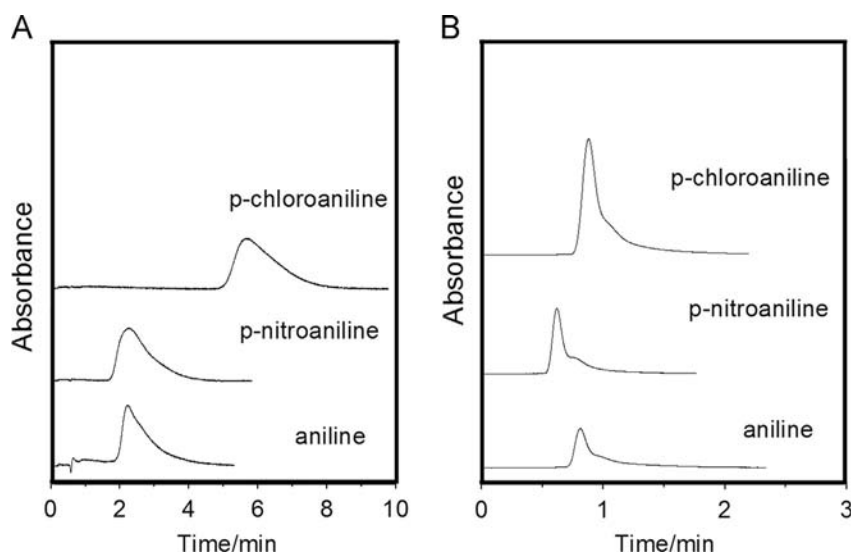 A
Absorbance
p-chloroaniline
p-nitroaniline
aniline
0 2 4 6 8 10
Time/min
B
Absorbance
p-chloroaniline
p-nitroaniline
aniline
0 1 2 3
Time/min